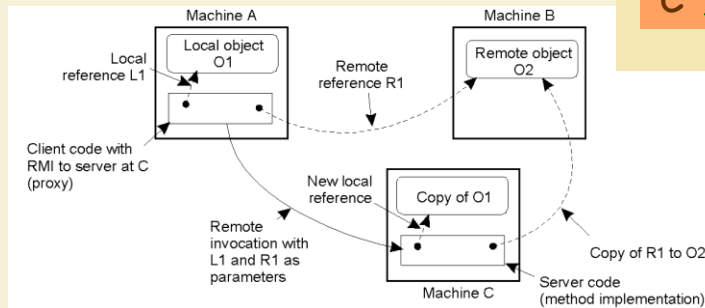 Machine A
Machine B
C
Local object
O1
Local
reference L1
Remote object
O2
Remote
reference R1
Client code with
RMI to server at C
(proxy)
New local
reference
Copy of O1
Remote
invocation with
L1 and R1 as
parameters
Copy of R1 to O2
Server code
(method implementation)
Machine C